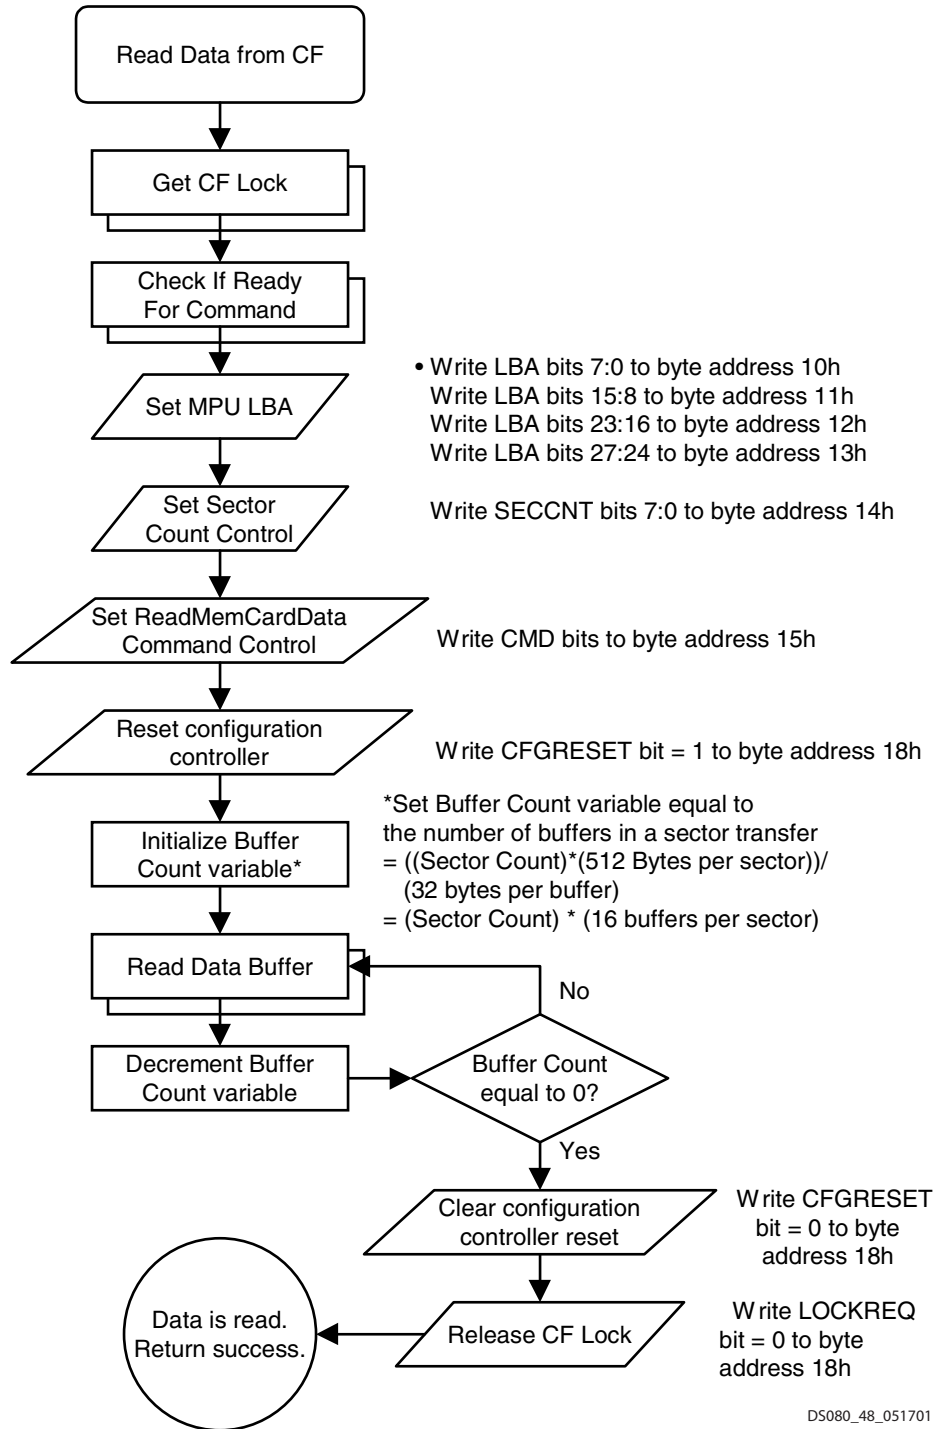 Read Data from CF
Get CF Lock
Check If Ready
For Command
• Write LBA bits 7:0 to byte address 10h
Write LBA bits 15:8 to byte address 11h
Write LBA bits 23:16 to byte address 12h
Write LBA bits 27:24 to byte address 13h
Set MPU LBA
Set Sector
Count Control
Write SECCNT bits 7:0 to byte address 14h
Set ReadMemCardData
Command Control
Write CMD bits to byte address 15h
Reset configuration
controller
Write CFGRESET bit = 1 to byte address 18h
Initialize Buffer
Count variable*
*Set Buffer Count variable equal to
the number of buffers in a sector transfer
= ((Sector Count)*(512 Bytes per sector))/
(32 bytes per buffer)
= (Sector Count) * (16 buffers per sector)
Read Data Buffer
No
Decrement Buffer
Count variable
Buffer Count
equal to 0?
Yes
Clear configuration
controller reset
Write CFGRESET
bit = 0 to byte
address 18h
Release CF Lock
Write LOCKREQ
bit = 0 to byte
address 18h
Data is read.
Return success.
DS080_48_051701